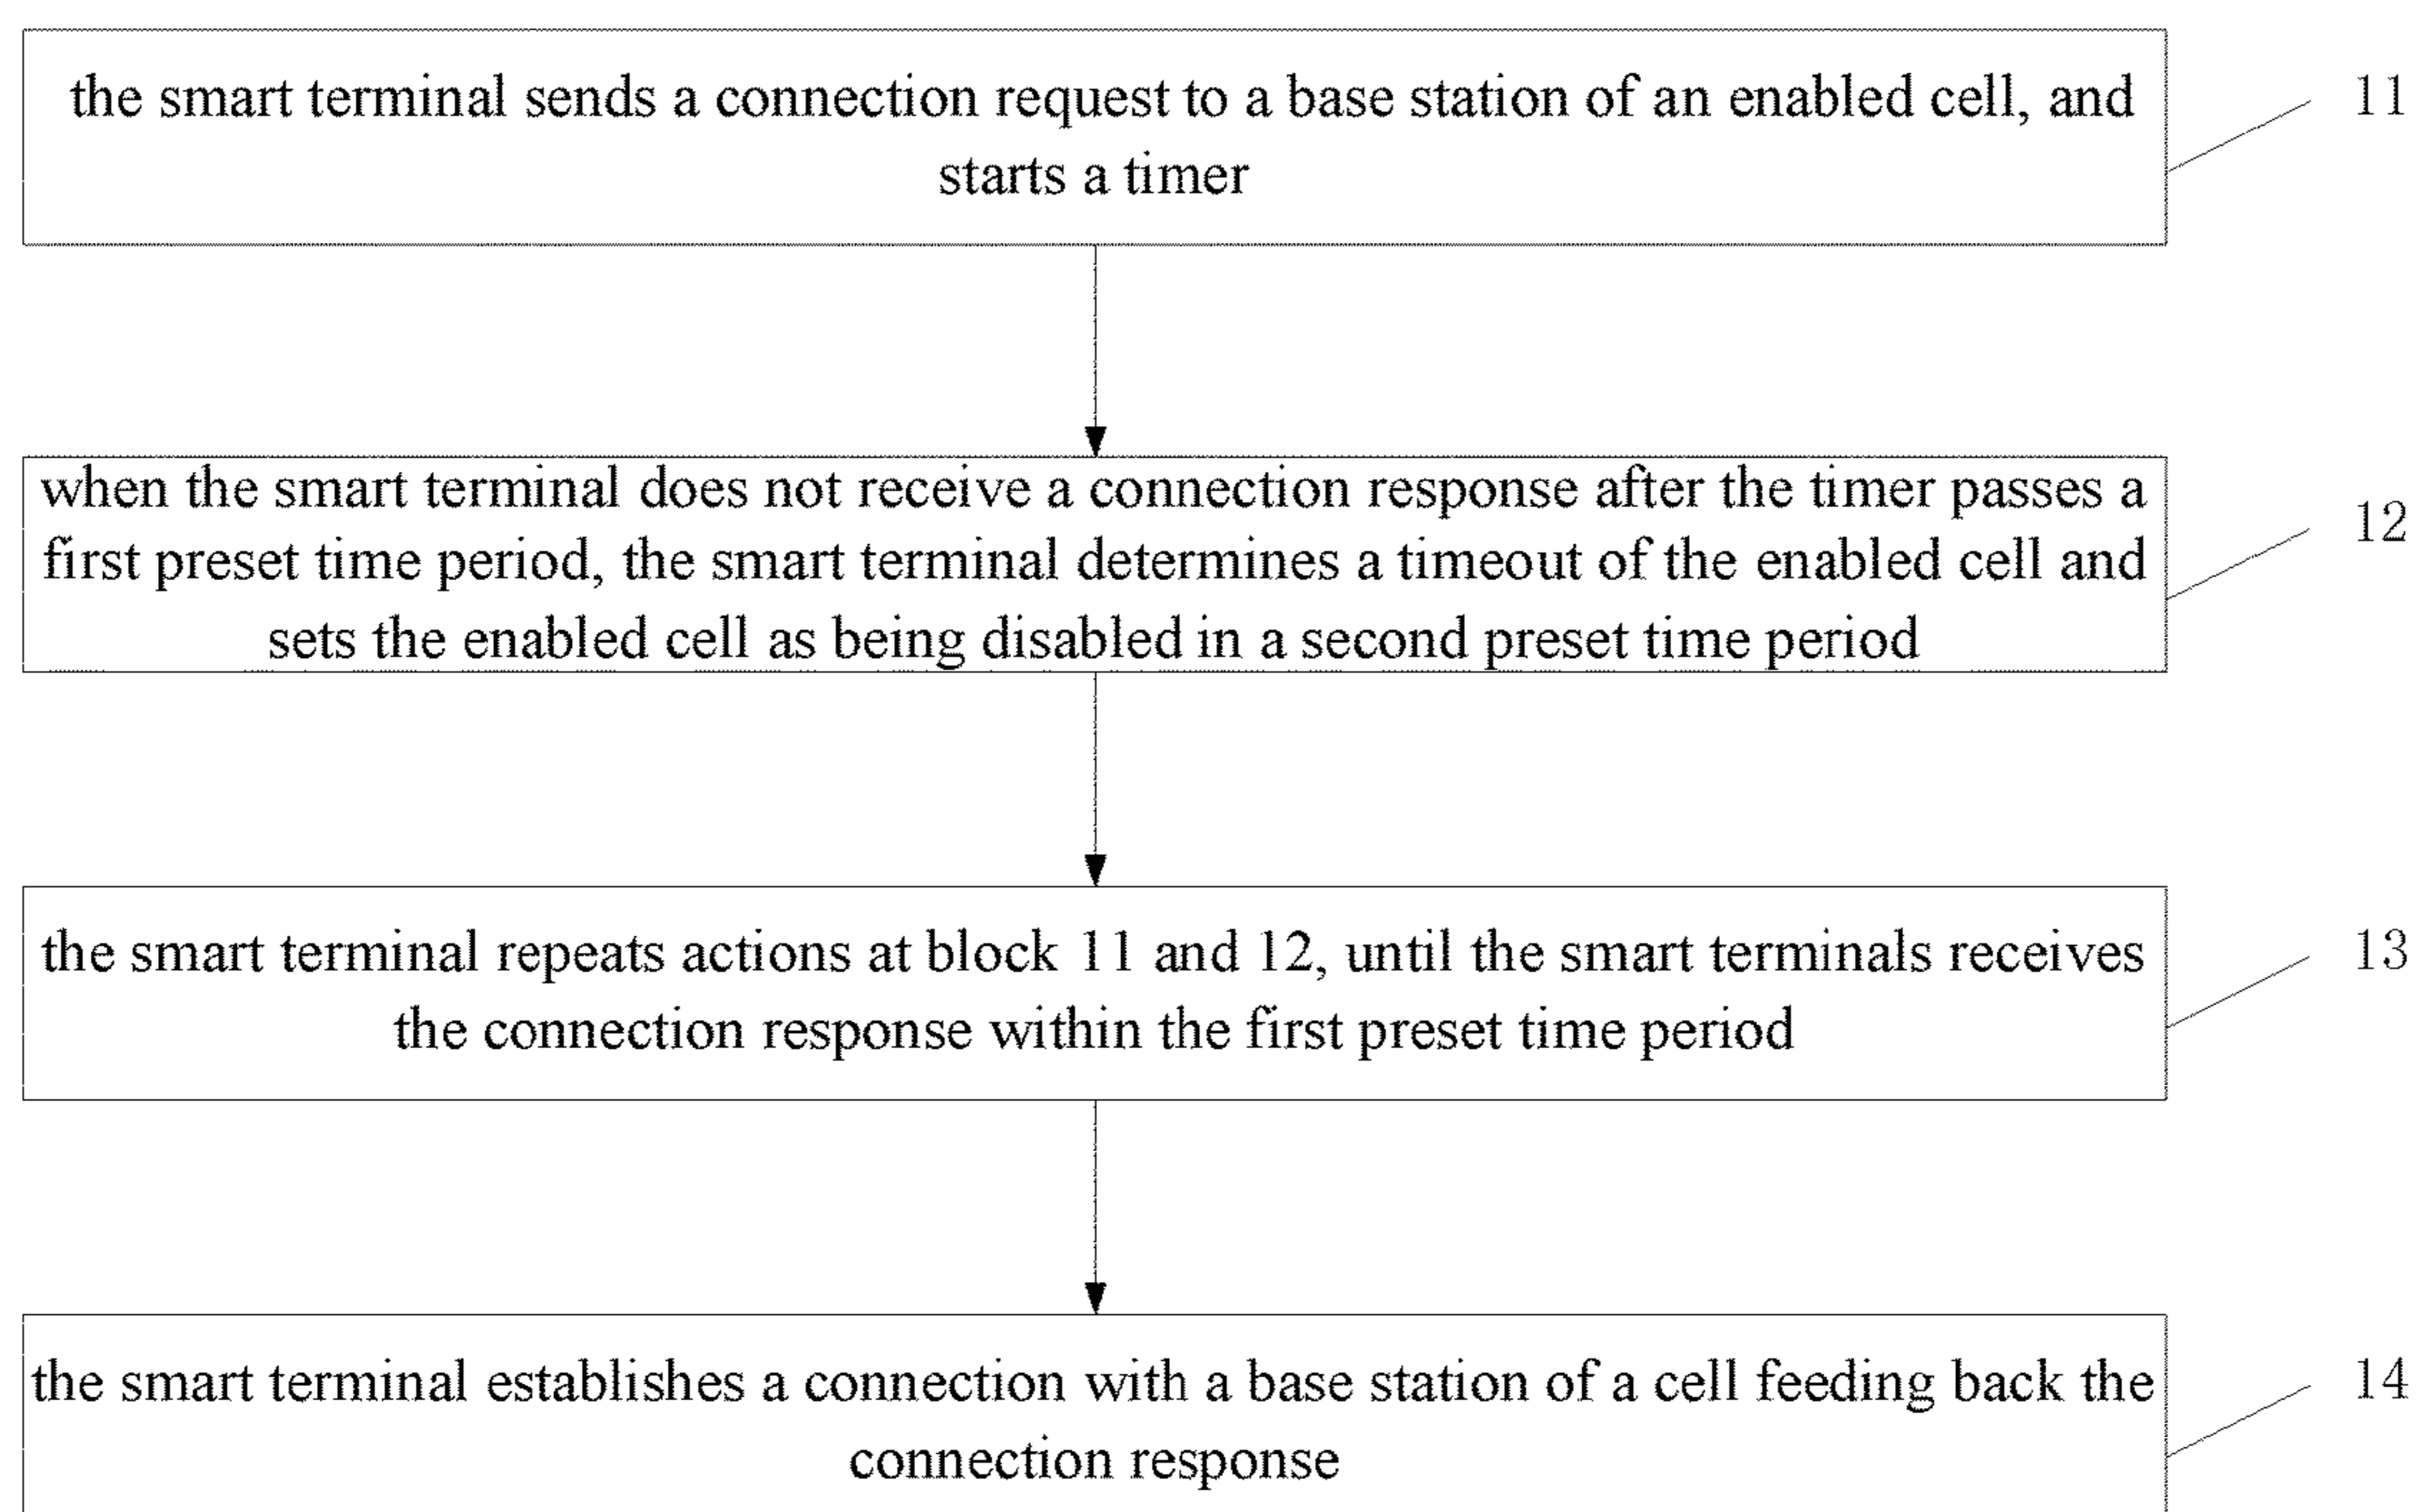 the smart terminal sends a connection request to a base station of an enabled cell, and
starts a timer
11
when the smart terminal does not receive a connection response after the timer passes a
first preset time period, the smart terminal determines a timeout of the enabled cell and
sets the enabled cell as being disabled in a second preset time period
12
the smart terminal repeats actions at block 11 and 12, until the smart terminals receives
the connection response within the first preset time period
13
the smart terminal establishes a connection with a base station of a cell feeding back the
connection response
14